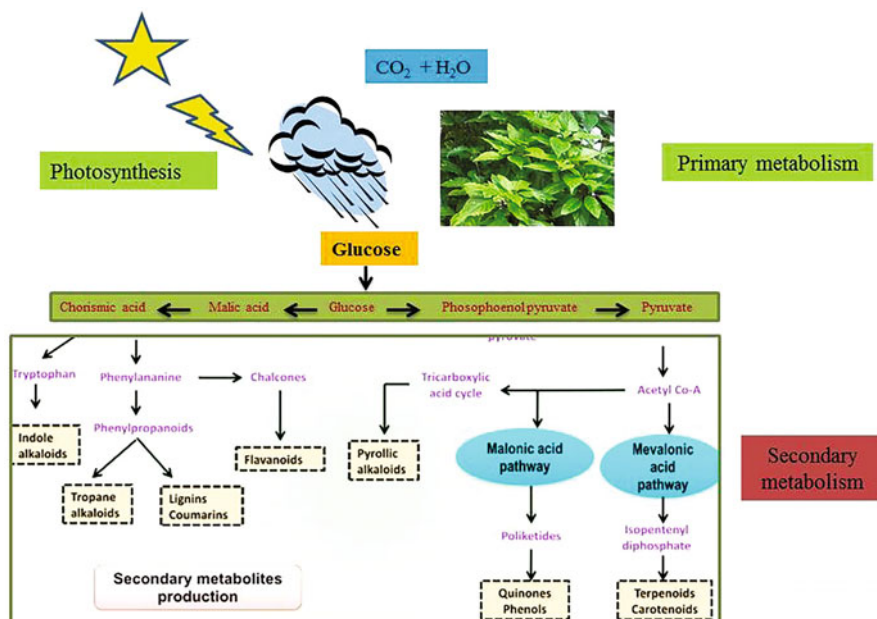 CO₂ + H₂O
Photosynthesis
Primary metabolism
Glucose
Chorismic acid Malic acid Glucose Phosophoenol pyruvate Pyruvate
pyruvate
Tryptophan Phenylananine Chalcones Tricarboxylic
acid cycle Acetyl Co-A
Indole
alkaloids
Phenylpropanoids
Flavanoids
Pyrollic
alkaloids
Malonic acid
pathway
Mevalonic
acid
pathway
Secondary
metabolism
Tropane
alkaloids
Lignins
Coumarins
Poliketides
Isopentenyl
diphosphate
Secondary metabolites
production
Quinones
Phenols
Terpenoids
Carotenoids